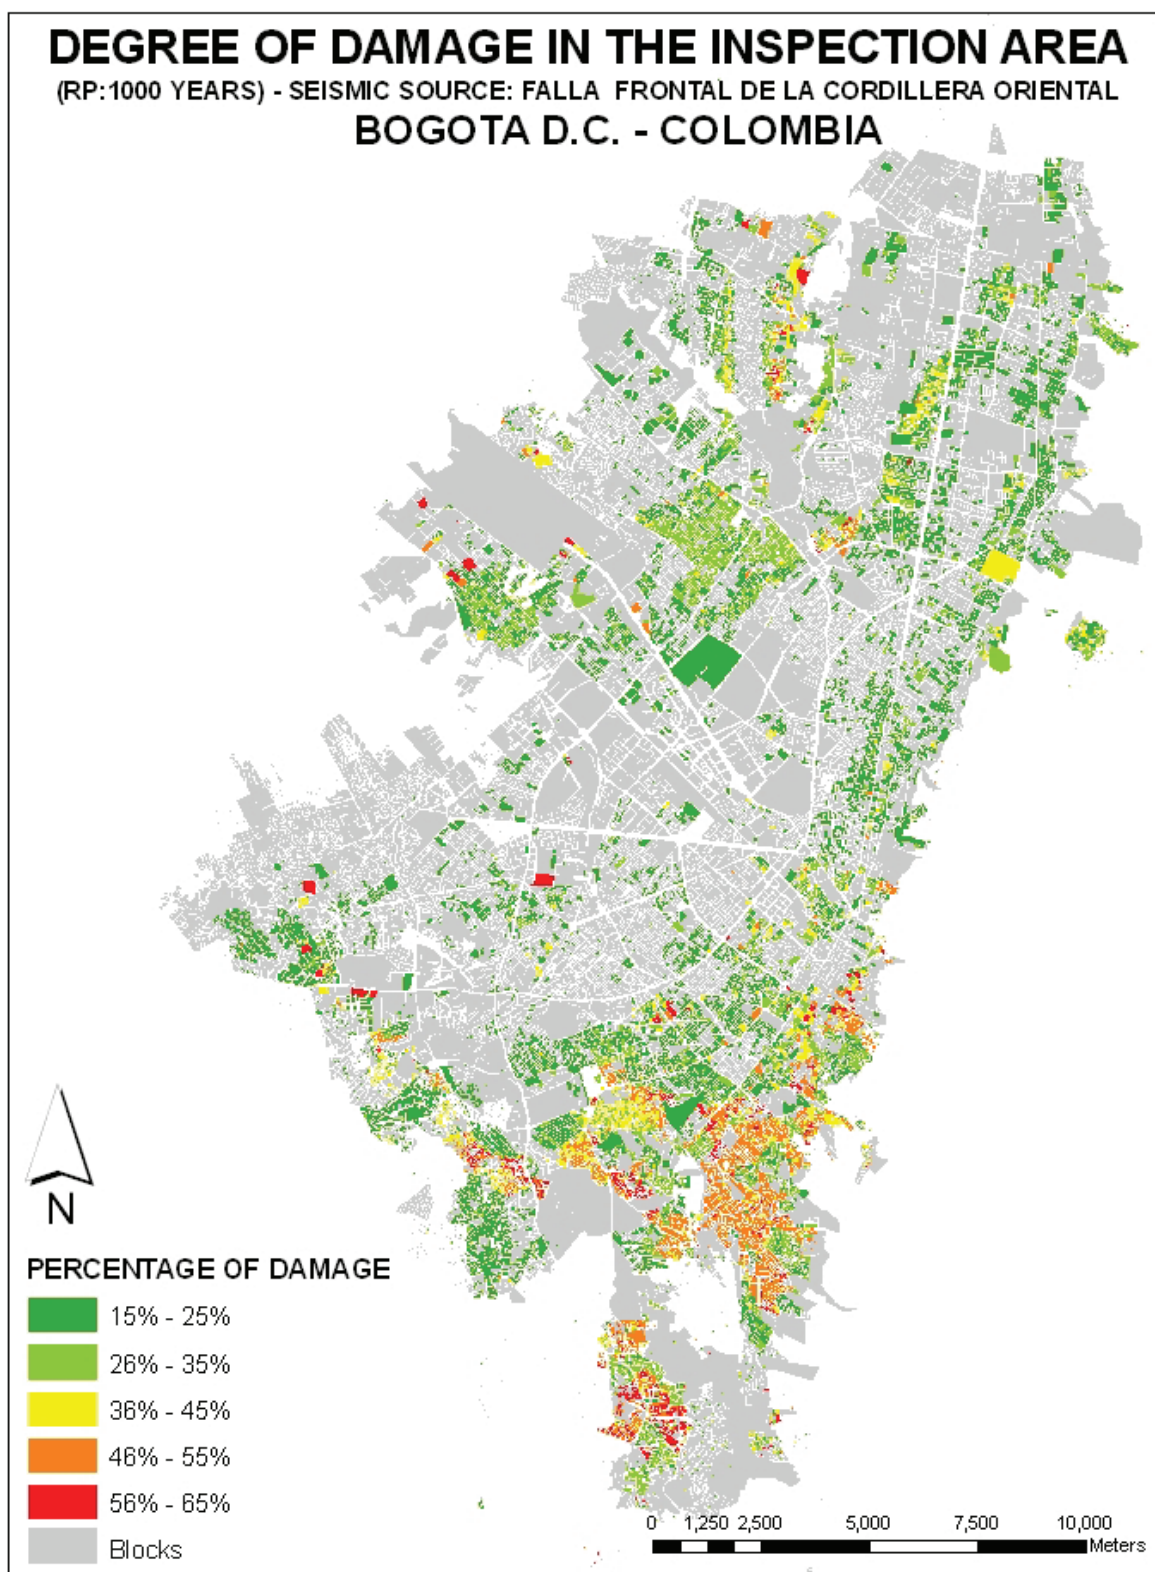 DEGREE OF DAMAGE IN THE INSPECTION AREA
(RP:1000 YEARS) - SEISMIC SOURCE: FALLA FRONTAL DE LA CORDILLERA ORIENTAL
BOGOTA D.C. - COLOMBIA
N
PERCENTAGE OF DAMAGE
15% - 25%
26% - 35%
36% - 45%
46% - 55%
56% - 65%
Blocks
0 1,250 2,500 5,000 7,500 10,000
Meters